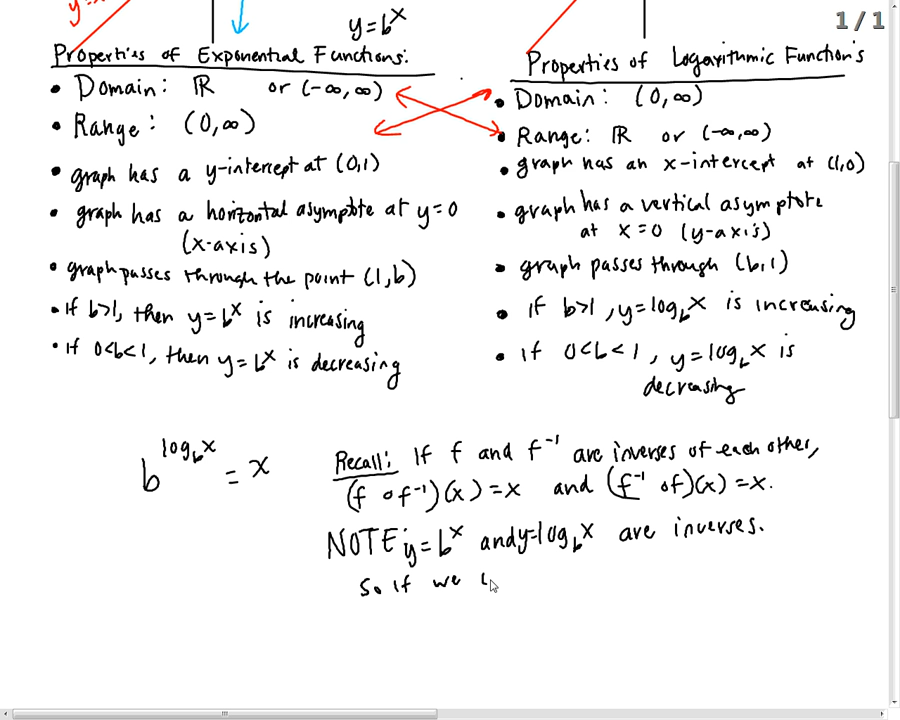 y=x
y=b^x
1 / 1
Properties of Exponential Functions:
• Domain: ℝ or (-∞,∞)
• Range: (0,∞)
• graph has a y-intercept at (0,1)
• graph has a horizontal asymptote at y=0
(x-axis)
• graph passes through the point (1,b)
• If b>1, then y=b^x is increasing
• If 0<b<1, then y=b^x is decreasing
Properties of Logarithmic Functions
• Domain: (0,∞)
• Range: ℝ or (-∞,∞)
• graph has an x-intercept at (1,0)
• graph has a vertical asymptote
at x=0 (y-axis)
• graph passes through (b,1)
• if b>1, y=log_b x is increasing
• if 0<b<1, y=log_b x is
decreasing
b^(log_b x) = x
Recall: If f and f^-1 are inverses of each other,
(f o f^-1)(x)=x and (f^-1 o f)(x)=x.
NOTE: y=b^x and y=log_b x are inverses.
So if we